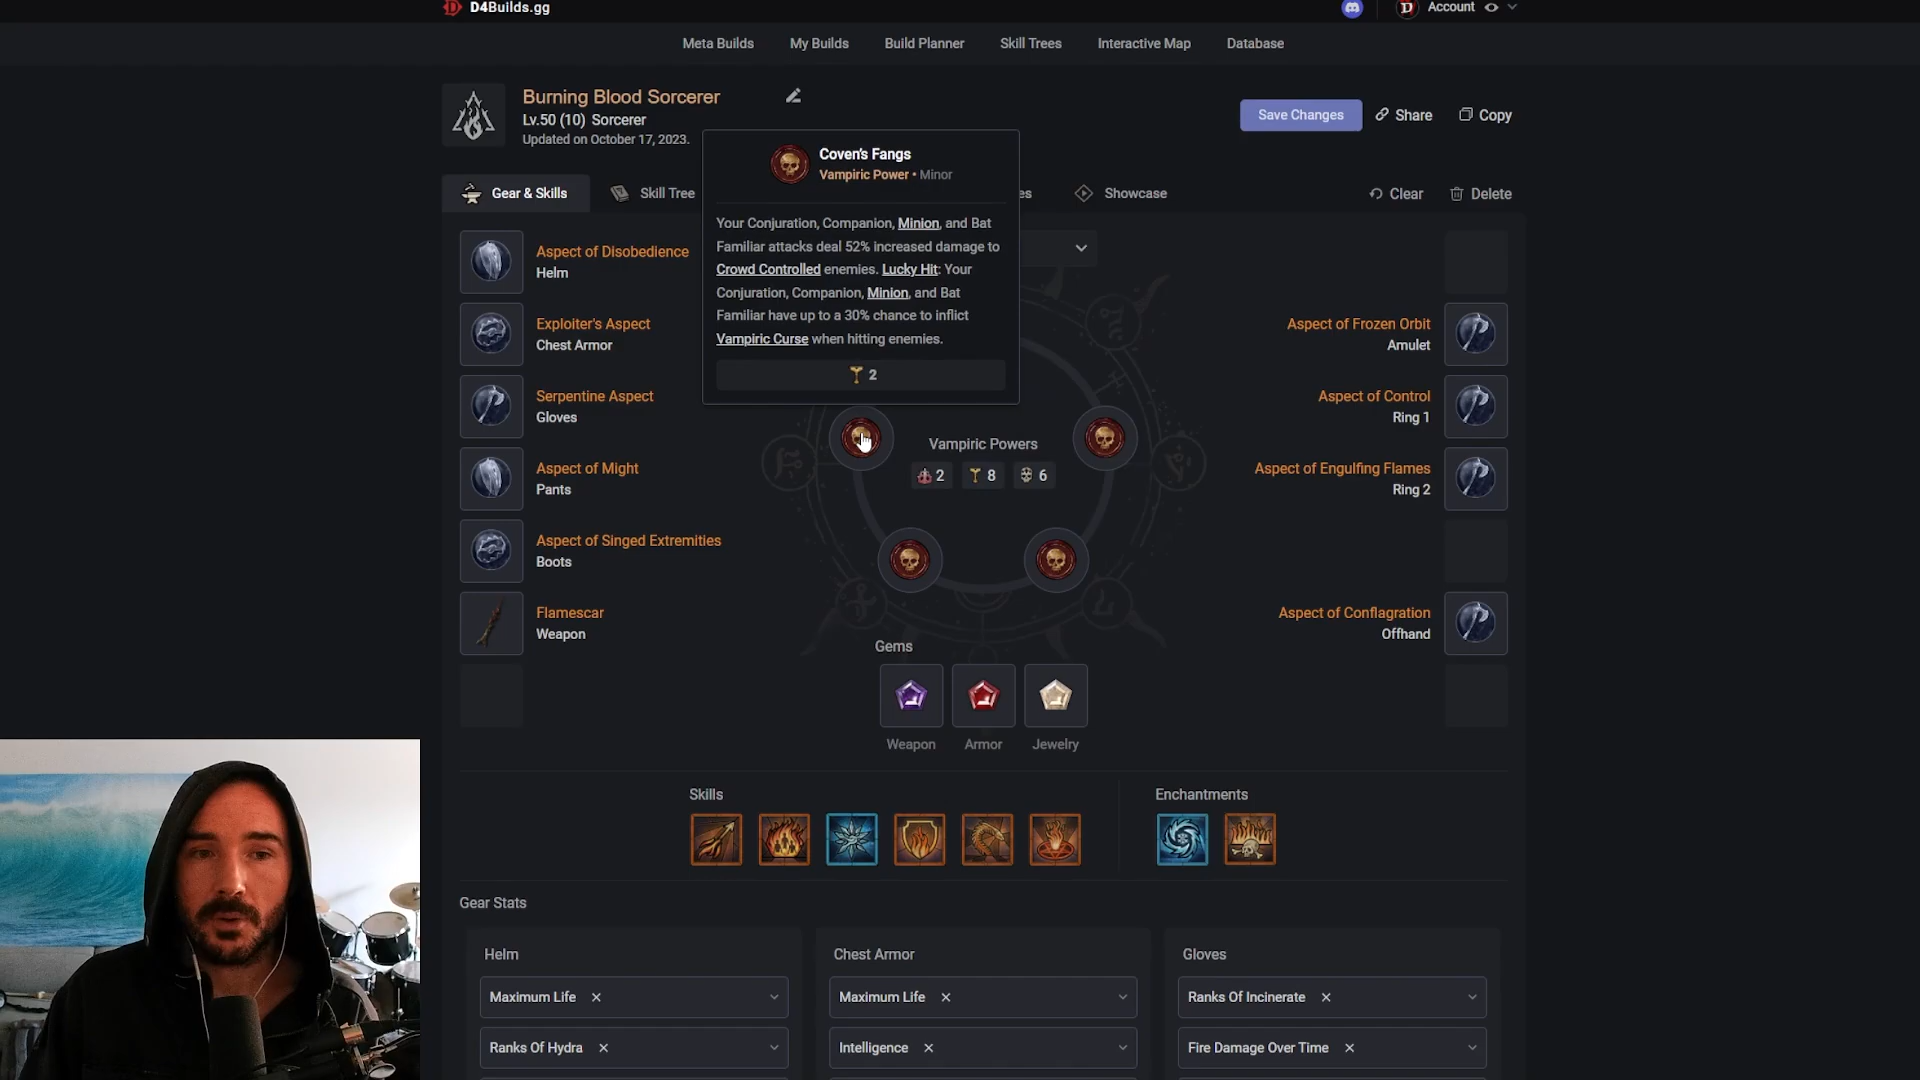 D4Builds.gg
Account
Meta Builds
My Builds
Build Planner
Skill Trees
Interactive Map
Database
Burning Blood Sorcerer
Lv.50 (10) Sorcerer
Updated on October 17, 2023.
Save Changes
Share
Copy
Gear & Skills
Skill Tree
es
Showcase
Clear
Delete
Coven's Fangs
Vampiric Power • Minor
Your Conjuration, Companion, Minion, and Bat
Familiar attacks deal 52% increased damage to
Crowd Controlled enemies. Lucky Hit: Your
Conjuration, Companion, Minion, and Bat
Familiar have up to a 30% chance to inflict
Vampiric Curse when hitting enemies.
2
Aspect of Disobedience
Helm
Exploiter's Aspect
Chest Armor
Serpentine Aspect
Gloves
Aspect of Might
Pants
Aspect of Singed Extremities
Boots
Flamescar
Weapon
Vampiric Powers
2
8
6
Aspect of Frozen Orbit
Amulet
Aspect of Control
Ring 1
Aspect of Engulfing Flames
Ring 2
Aspect of Conflagration
Offhand
Gems
Weapon
Armor
Jewelry
Skills
Enchantments
Gear Stats
Helm
Chest Armor
Gloves
Maximum Life
Maximum Life
Ranks Of Incinerate
Ranks Of Hydra
Intelligence
Fire Damage Over Time